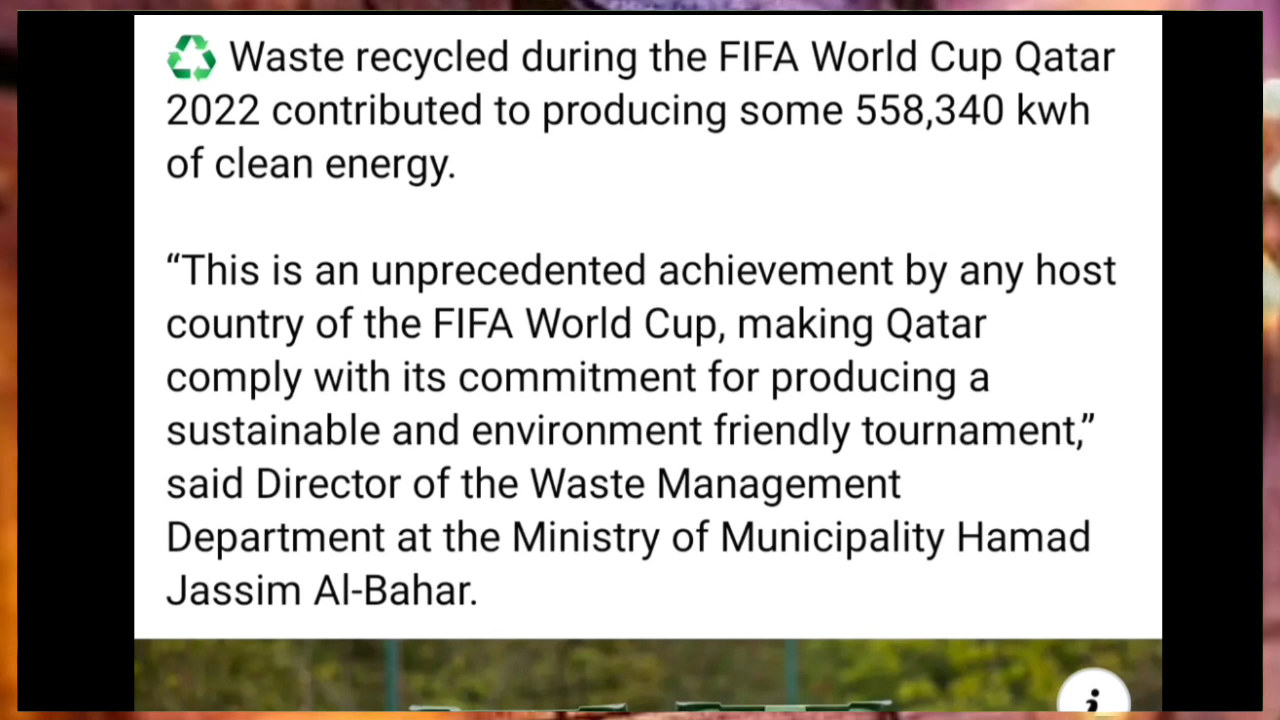 ♻️ Waste recycled during the FIFA World Cup Qatar
2022 contributed to producing some 558,340 kwh
of clean energy.
“This is an unprecedented achievement by any host
country of the FIFA World Cup, making Qatar
comply with its commitment for producing a
sustainable and environment friendly tournament,”
said Director of the Waste Management
Department at the Ministry of Municipality Hamad
Jassim Al-Bahar.
i